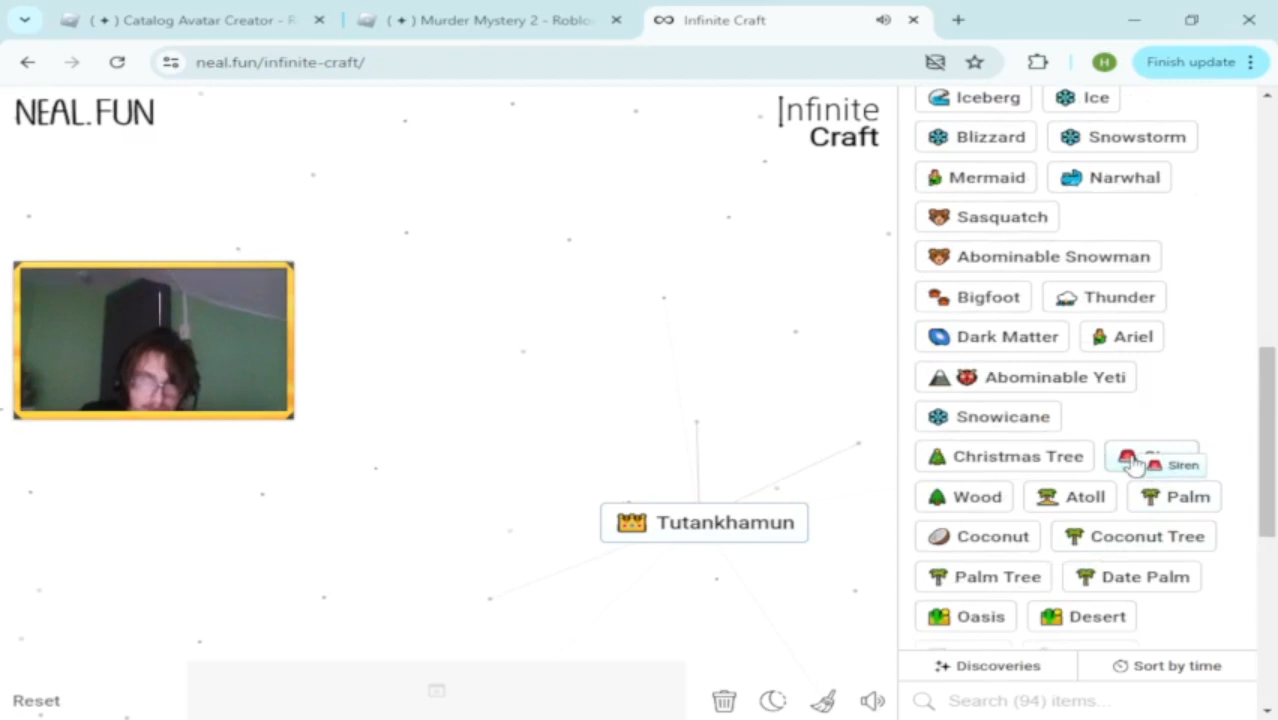 ( ✦ ) Catalog Avatar Creator - R
( ✦ ) Murder Mystery 2 - Roblo
Infinite Craft
neal.fun/infinite-craft/
H
Finish update
NEAL.FUN
Infinite
Craft
Iceberg
Ice
Blizzard
Snowstorm
Mermaid
Narwhal
Sasquatch
Abominable Snowman
Bigfoot
Thunder
Dark Matter
Ariel
Abominable Yeti
Snowicane
Christmas Tree
Siren
Wood
Atoll
Palm
Tutankhamun
Coconut
Coconut Tree
Palm Tree
Date Palm
Oasis
Desert
Discoveries
Sort by time
Reset
Search (94) items...